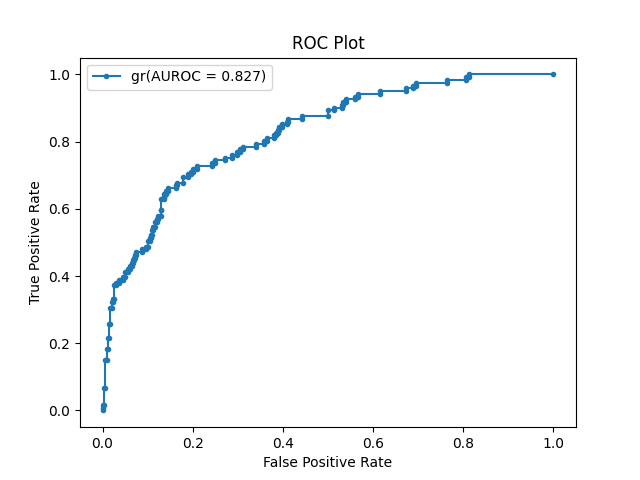 ROC Plot
gr(AUROC = 0.827)
1.0
0.8
0.6
0.4
0.2
0.0
True Positive Rate
0.0 0.2 0.4 0.6 0.8 1.0
False Positive Rate